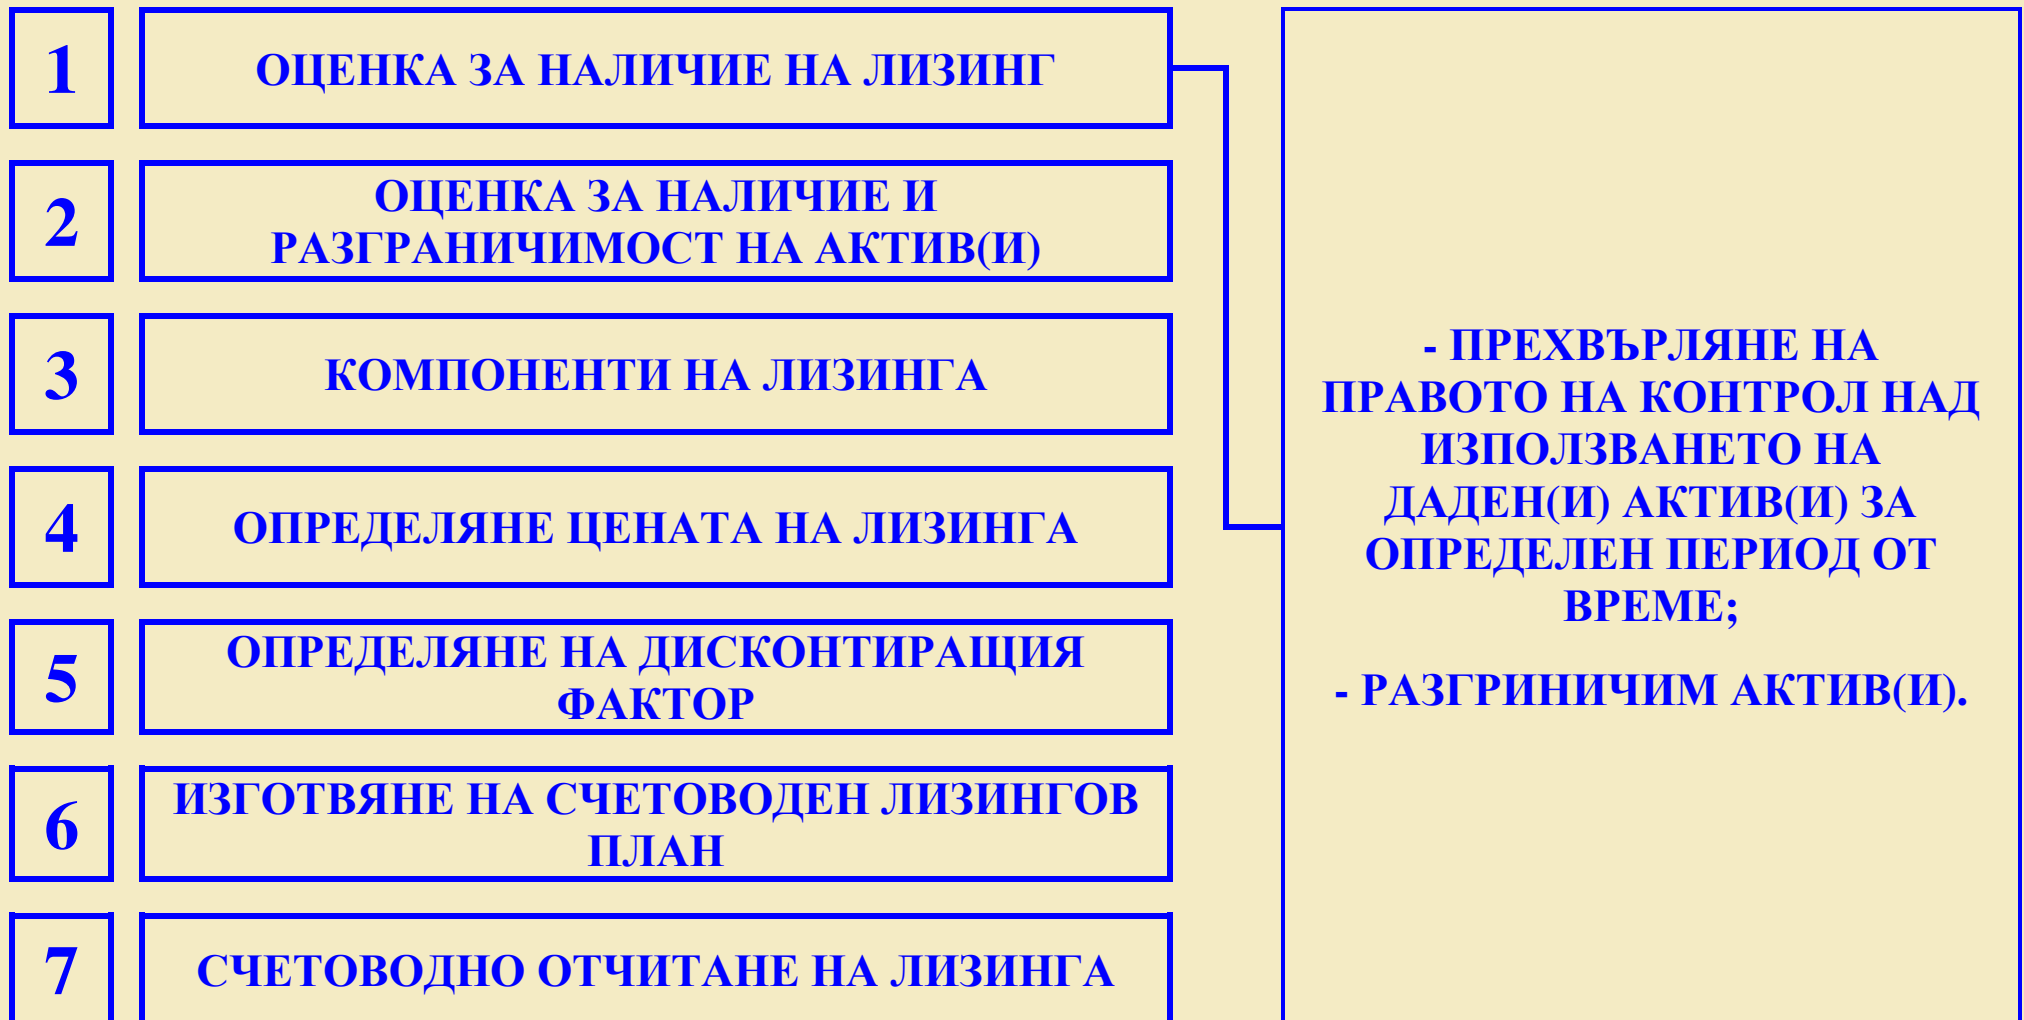 1
ОЦЕНКА ЗА НАЛИЧИЕ НА ЛИЗИНГ
2
ОЦЕНКА ЗА НАЛИЧИЕ И
РАЗГРАНИЧИМОСТ НА АКТИВ(И)
3
КОМПОНЕНТИ НА ЛИЗИНГА
4
ОПРЕДЕЛЯНЕ ЦЕНАТА НА ЛИЗИНГА
5
ОПРЕДЕЛЯНЕ НА ДИСКОНТИРАЩИЯ
ФАКТОР
6
ИЗГОТВЯНЕ НА СЧЕТОВОДЕН ЛИЗИНГОВ
ПЛАН
7
СЧЕТОВОДНО ОТЧИТАНЕ НА ЛИЗИНГА
- ПРЕХВЪРЛЯНЕ НА
ПРАВОТО НА КОНТРОЛ НАД
ИЗПОЛЗВАНЕТО НА
ДАДЕН(И) АКТИВ(И) ЗА
ОПРЕДЕЛЕН ПЕРИОД ОТ
ВРЕМЕ;
- РАЗГРИНИЧИМ АКТИВ(И).